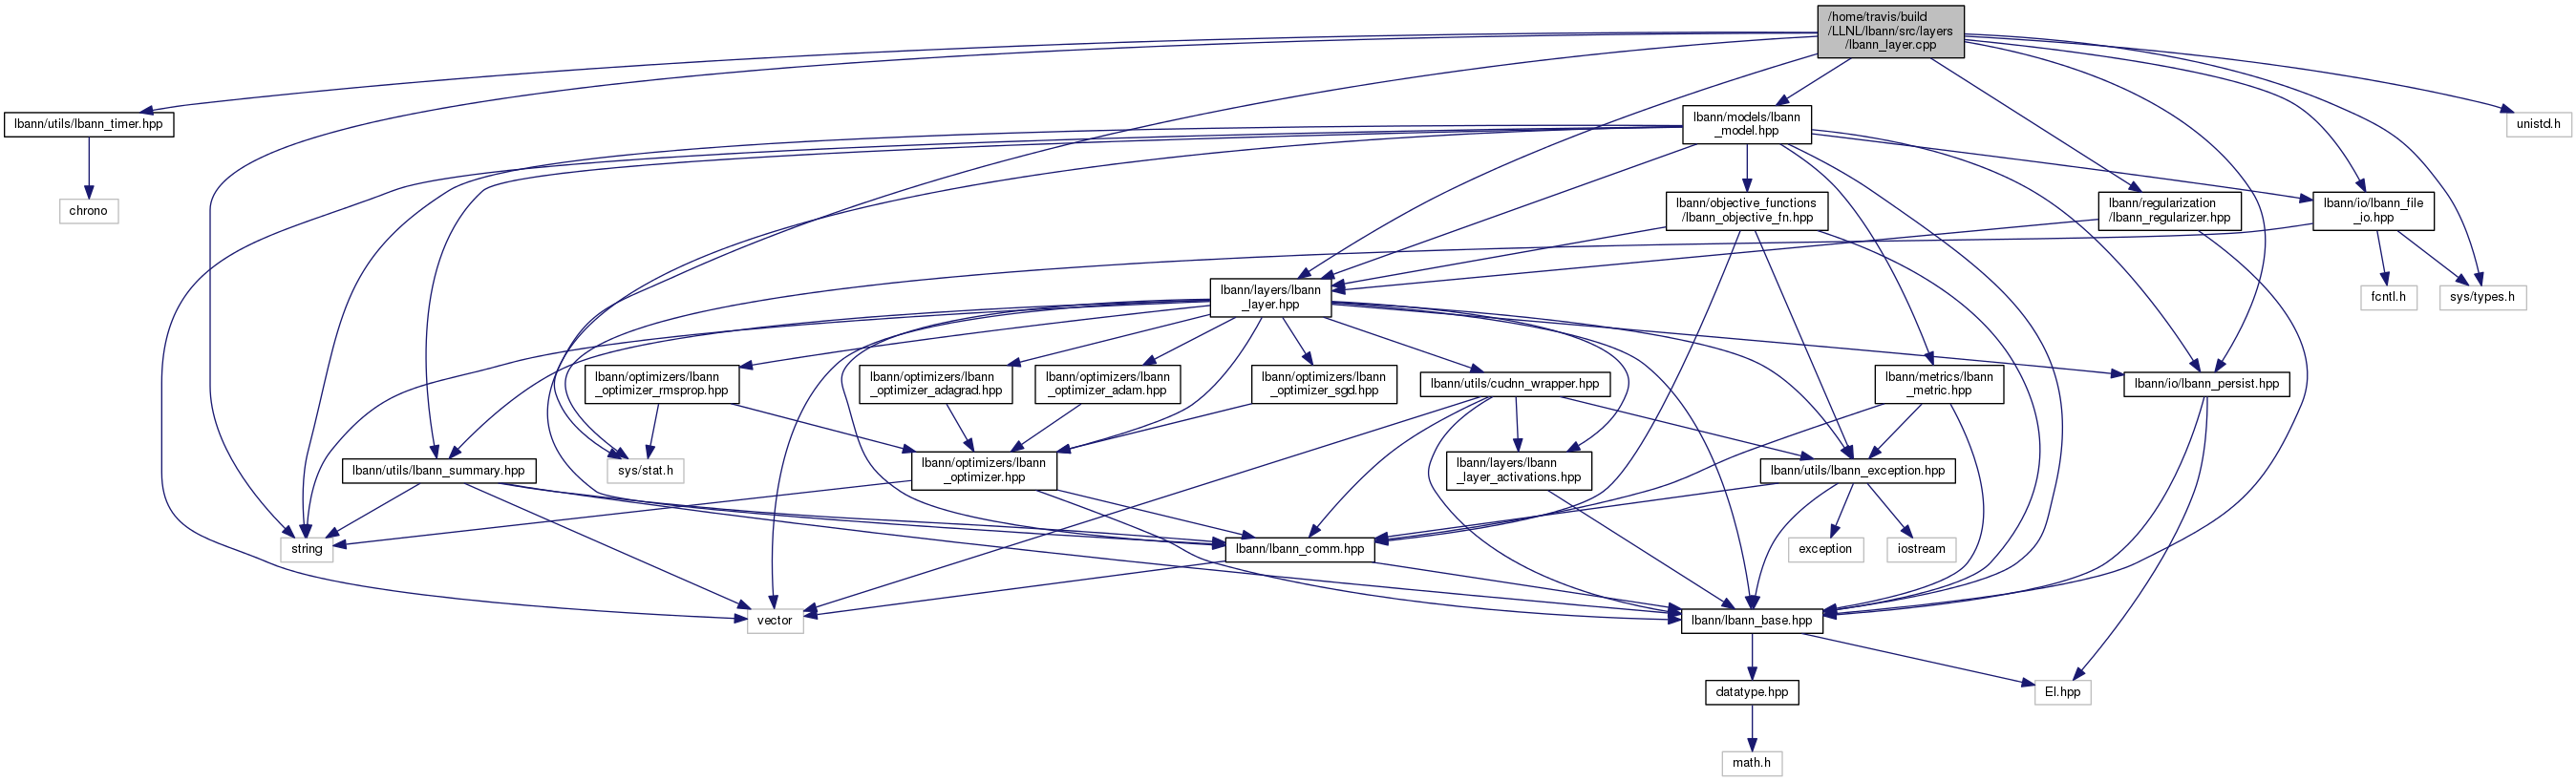 /home/travis/build
/LLNL/lbann/src/layers
/lbann_layer.cpp
lbann/utils/lbann_timer.hpp
lbann/models/lbann
_model.hpp
unistd.h
chrono
lbann/objective_functions
/lbann_objective_fn.hpp
lbann/regularization
/lbann_regularizer.hpp
lbann/io/lbann_file
_io.hpp
lbann/layers/lbann
_layer.hpp
fcntl.h
sys/types.h
lbann/optimizers/lbann
_optimizer_rmsprop.hpp
lbann/optimizers/lbann
_optimizer_adagrad.hpp
lbann/optimizers/lbann
_optimizer_adam.hpp
lbann/optimizers/lbann
_optimizer_sgd.hpp
lbann/utils/cudnn_wrapper.hpp
lbann/metrics/lbann
_metric.hpp
lbann/io/lbann_persist.hpp
lbann/utils/lbann_summary.hpp
sys/stat.h
lbann/optimizers/lbann
_optimizer.hpp
lbann/layers/lbann
_layer_activations.hpp
lbann/utils/lbann_exception.hpp
string
lbann/lbann_comm.hpp
exception
iostream
vector
lbann/lbann_base.hpp
datatype.hpp
El.hpp
math.h